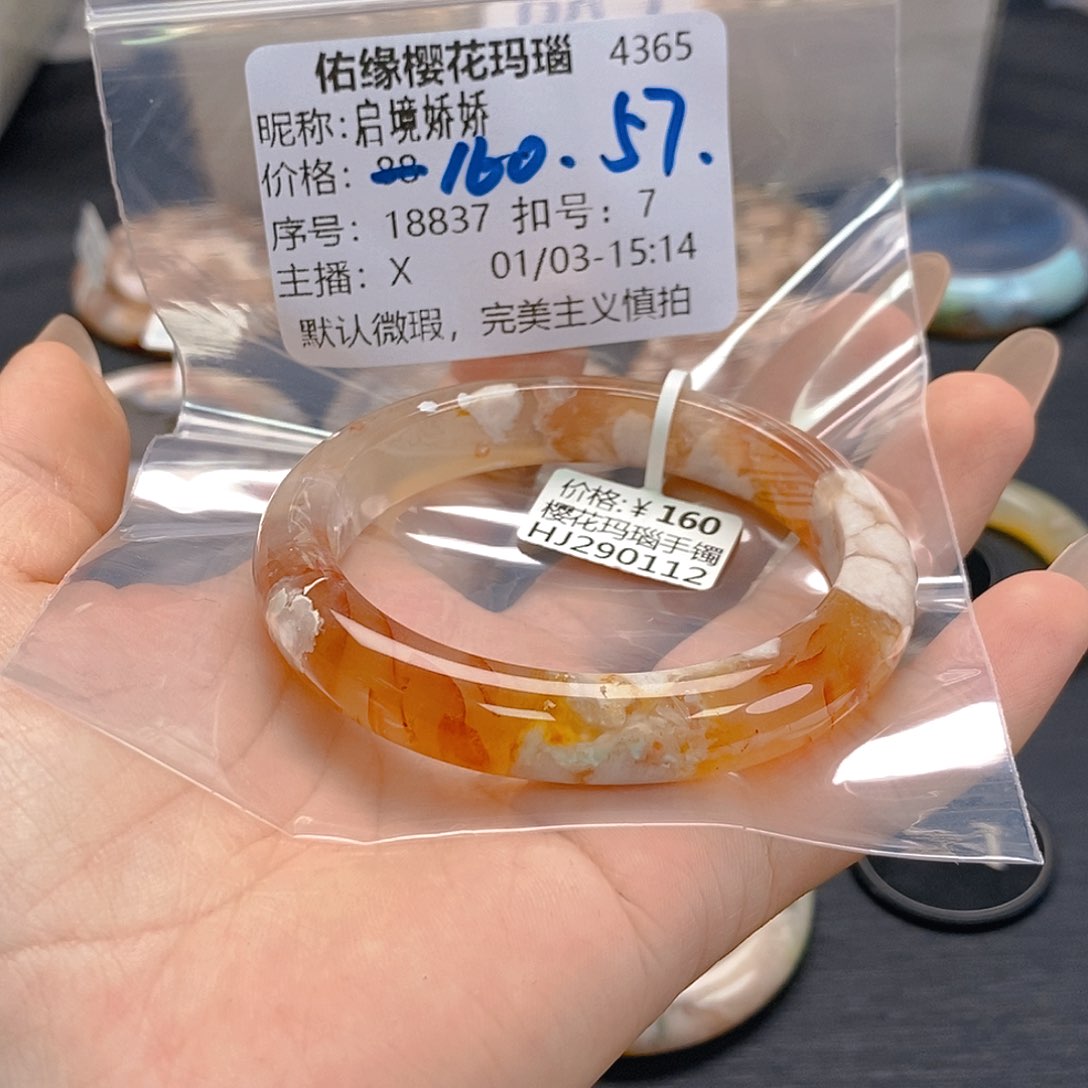 佑缘樱花玛瑙 4365
昵称:启境娇娇
价格: 160. 57.
序号: 18837 扣号: 7
主播: X 01/03-15:14
默认微瑕，完美主义慎拍
价格:¥ 160
樱花玛瑙手镯
HJ290112